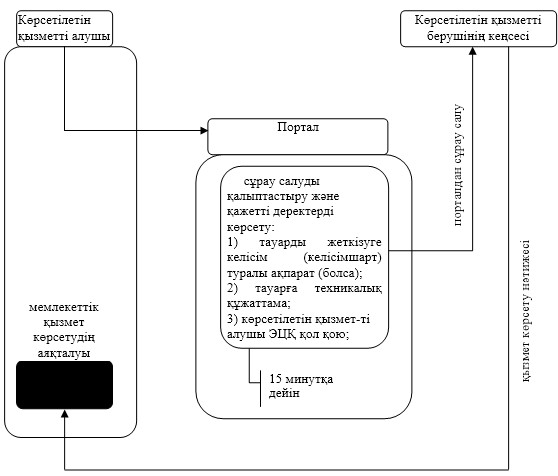 Көрсетілетін
қызметті алушы
Көрсетілетін қызметті
берушінің кеңсесі
Портал
сұрау салуды
қалыптастыру және
қажетті деректерді
көрсету:
1) тауарды жеткізуге
келісім (келісімшарт)
туралы ақпарат (болса);
2) тауарға техникалық
құжаттама;
3) көрсетілетін қызмет-ті
алушы ЭЦҚ қол қою;
15 минутқа
дейін
порталдан сұрау салу
қызмет көрсету нәтижесі
мемлекеттік
қызмет
көрсетудің
аяқталуы